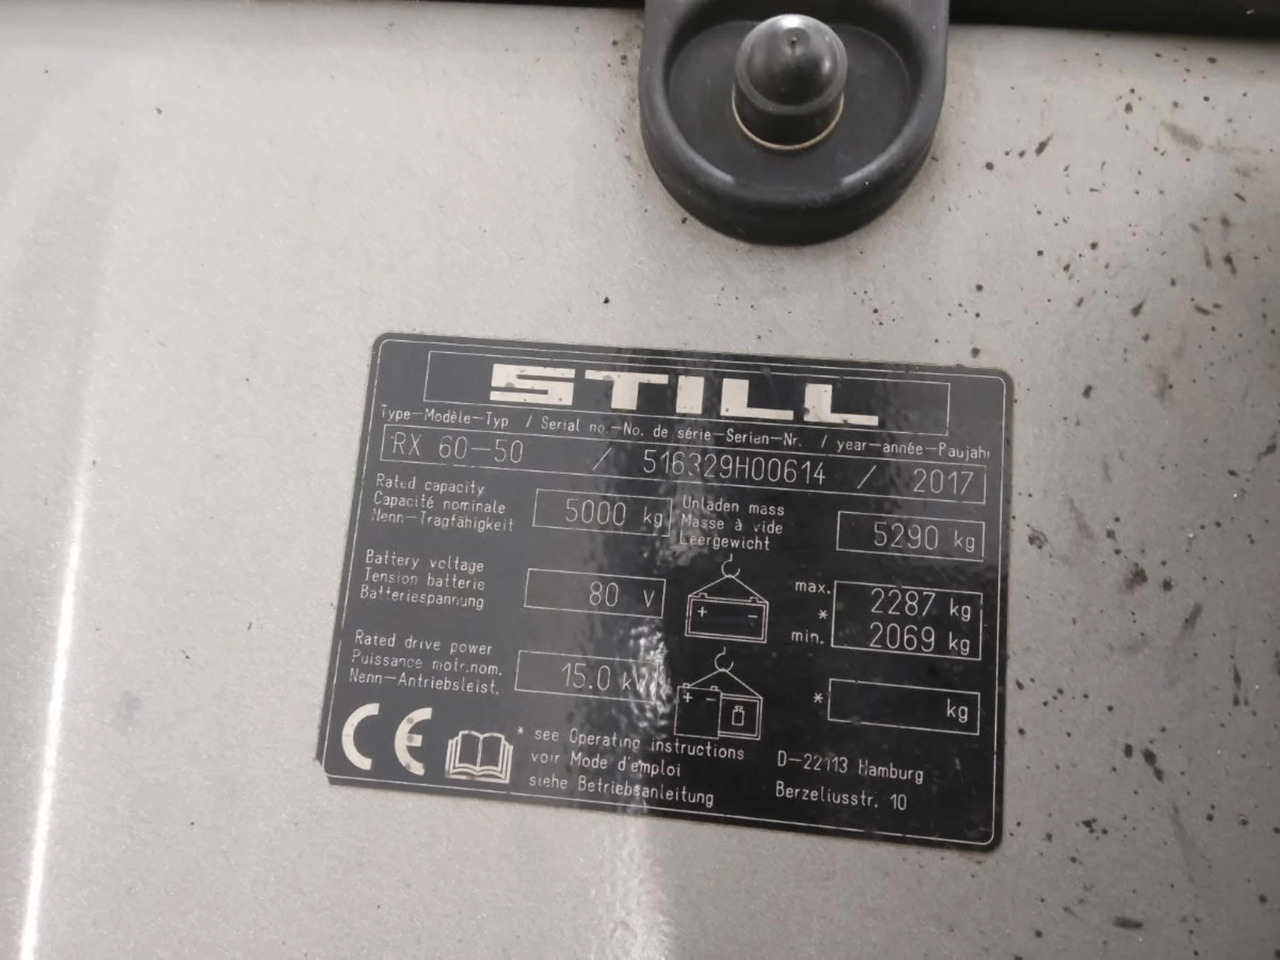 STILL
Type-Modèle-Typ / Serial no.-No. de série-Serien-Nr. / year-année-Baujahr
RX 60-50 / 516329H00614 / 2017
Rated capacity
Capacité nominale
Nenn-Tragfähigkeit
5000 kg
Unladen mass
Masse à vide
Leergewicht
5290 kg
Battery voltage
Tension batterie
Batteriespannung
80 V
+ -
max. 2287 kg
*
min. 2069 kg
Rated drive power
Puissance motr.nom.
Nenn-Antriebsleist.
15.0 kW
+ -
* kg
CE
* see Operating instructions
voir Mode d'emploi
siehe Betriebsanleitung
D-22113 Hamburg
Berzeliusstr. 10